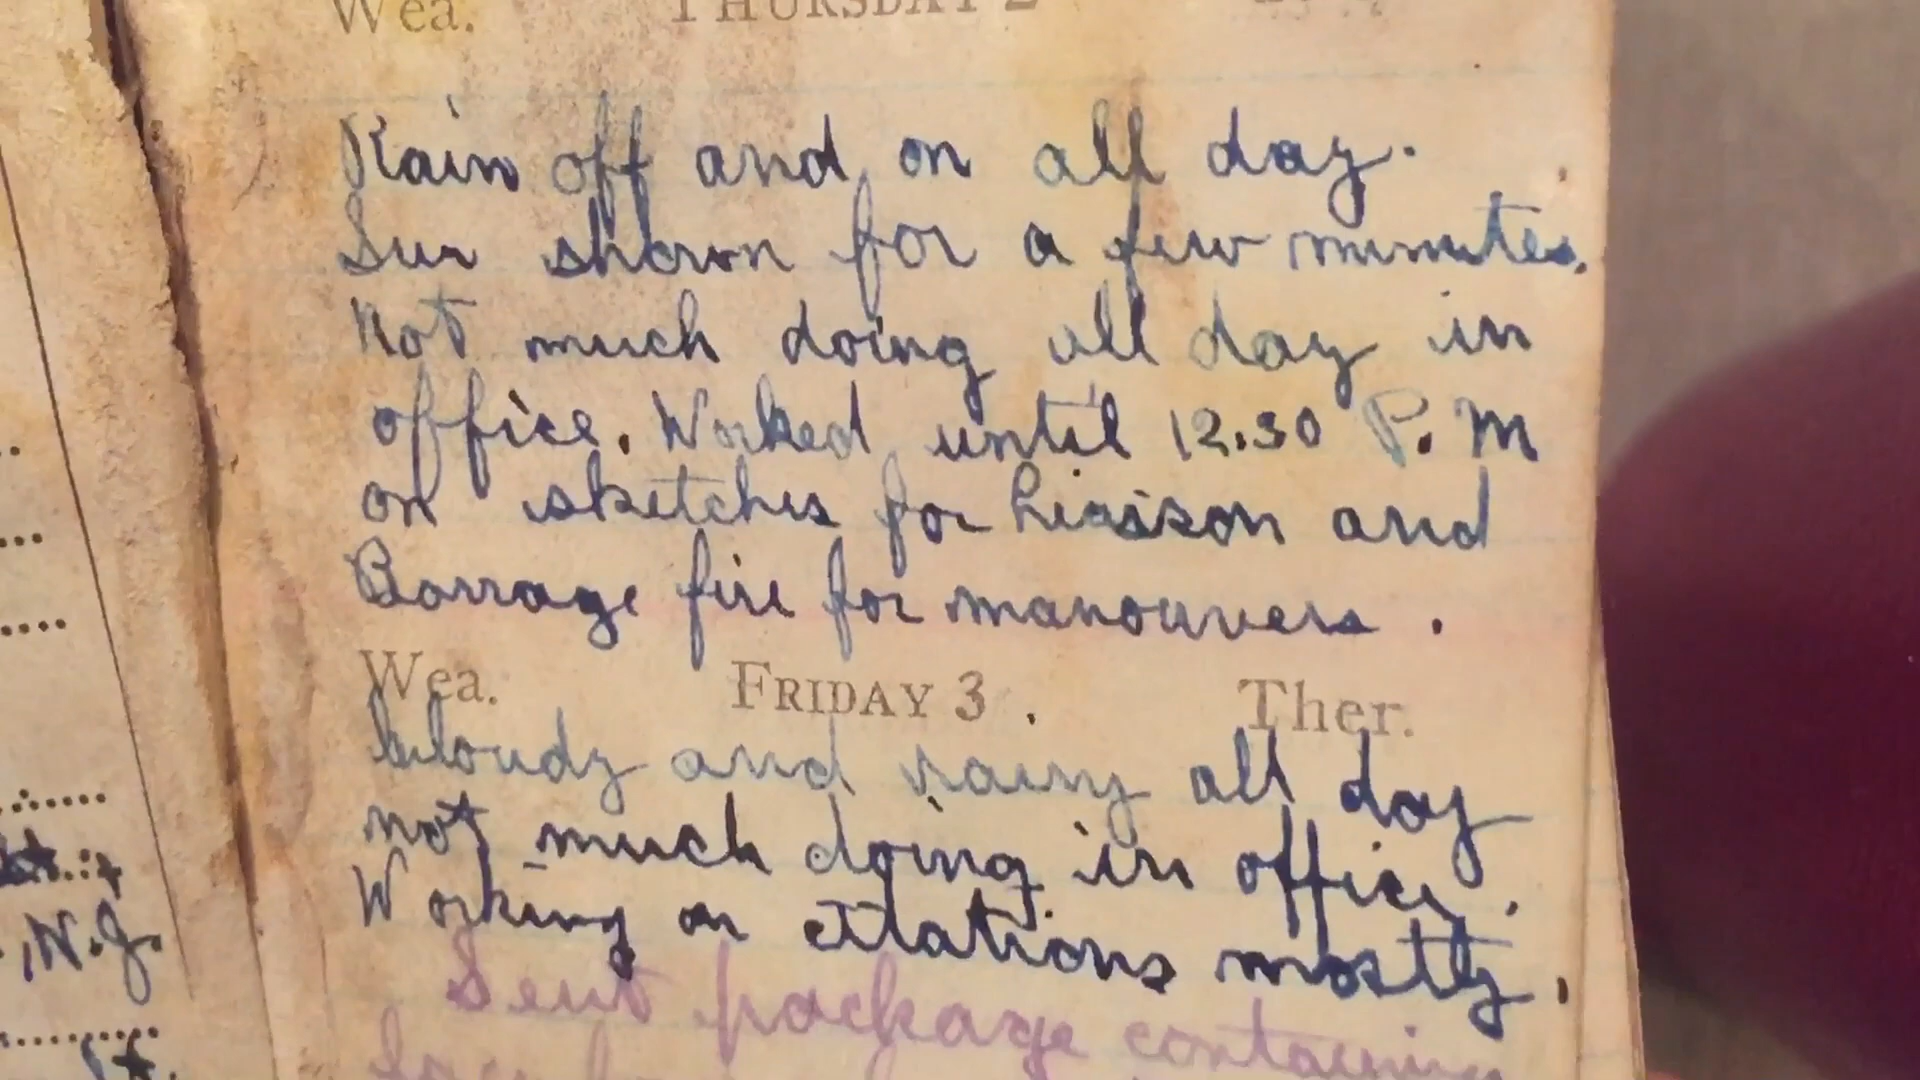 Wea. THURSDAY 2
Rain off and on all day.
Sun shown for a few minutes.
Not much doing all day in
office. Worked until 12.30 P.M
on sketches for Liaison and
Barrage fire for manouvers.
Wea. FRIDAY 3. Ther.
Cloudy and rainy all day
not much doing in office.
Working on citations mostly.
Sent package containing
N.J.